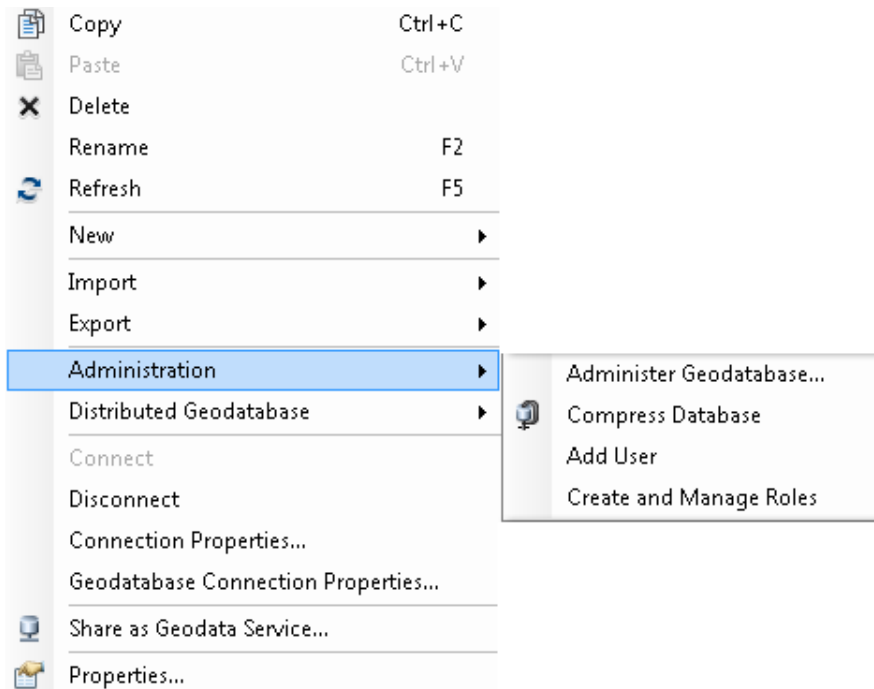 Copy Ctrl+C
Paste Ctrl+V
Delete
Rename F2
Refresh F5
New
Import
Export
Administration
Distributed Geodatabase
Connect
Disconnect
Connection Properties...
Geodatabase Connection Properties...
Share as Geodata Service...
Properties...
Administer Geodatabase...
Compress Database
Add User
Create and Manage Roles